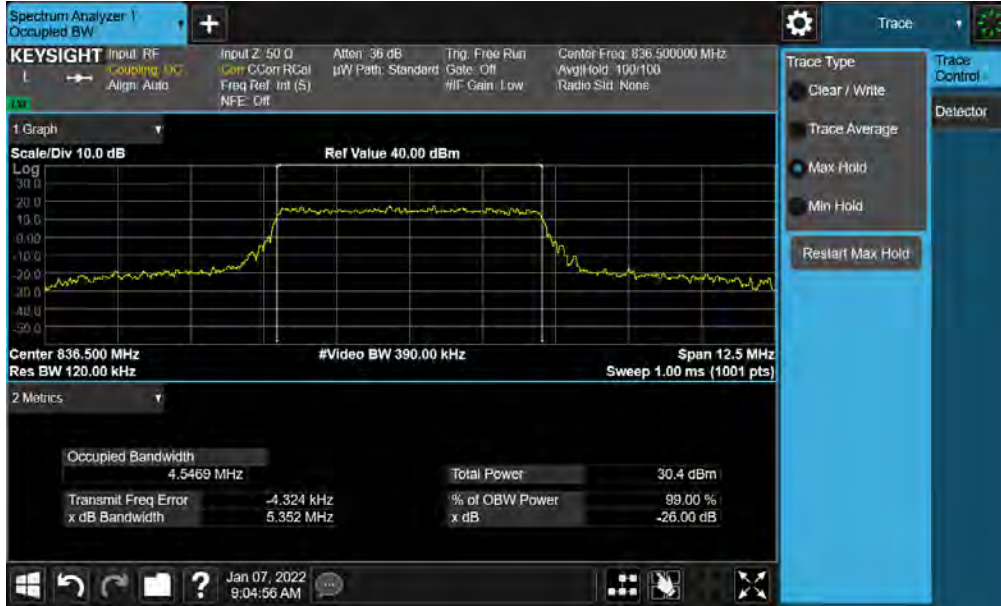 Spectrum Analyzer 1
Occupied BW
Trace
KEYSIGHT Input: RF Input Z: 50 Ω Atten: 36 dB Trig: Free Run Center Freq: 836.500000 MHz
L Coupling: DC Corr CCorr RCal µW Path: Standard Gate: Off Avg|Hold: 100/100
Align: Auto Freq Ref: Int (S) #IF Gain: Low Radio Std: None
NFE: Off
1 Graph
Scale/Div 10.0 dB Ref Value 40.00 dBm
Log
30.0
20.0
10.0
0.00
-10.0
-20.0
-30.0
-40.0
-50.0
Center 836.500 MHz #Video BW 390.00 kHz Span 12.5 MHz
Res BW 120.00 kHz Sweep 1.00 ms (1001 pts)
2 Metrics
Occupied Bandwidth
4.5469 MHz Total Power 30.4 dBm
Transmit Freq Error -4.324 kHz % of OBW Power 99.00 %
x dB Bandwidth 5.352 MHz x dB -26.00 dB
Trace Type
Clear / Write
Trace Average
Max Hold
Min Hold
Restart Max Hold
Trace
Control
Detector
?
Jan 07, 2022
9:04:56 AM